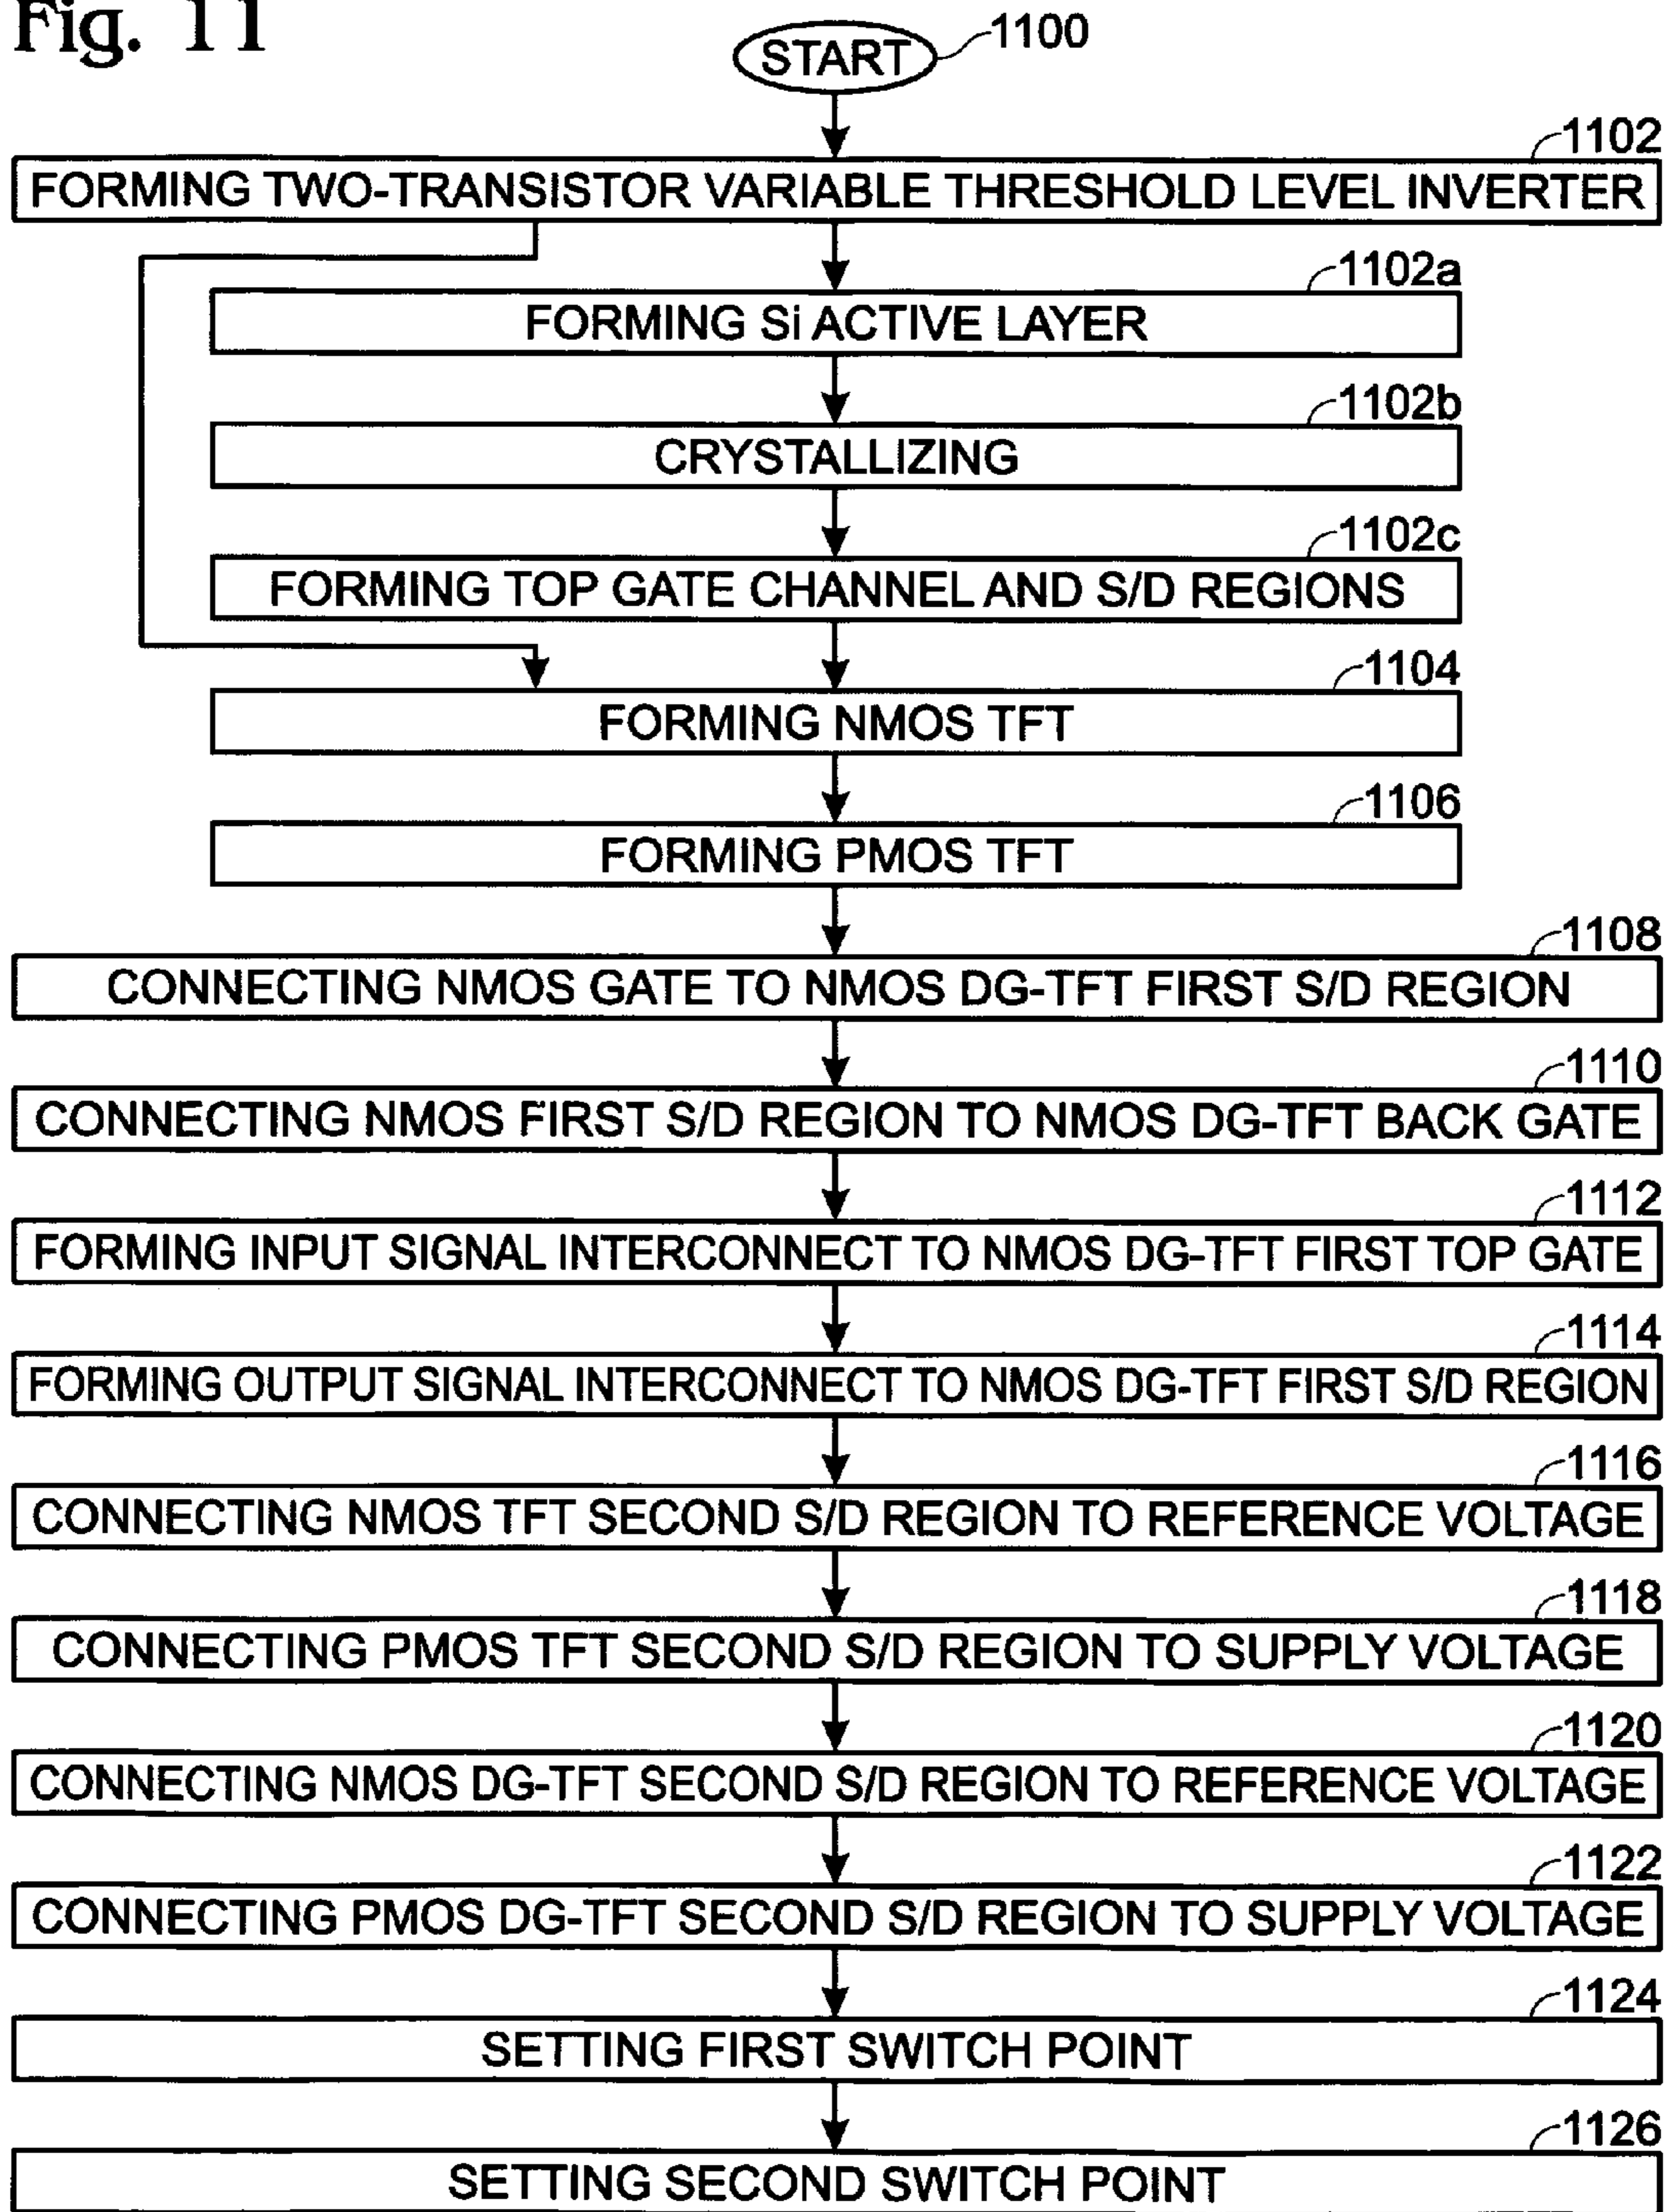 Fig. 11
START
1100
1102
FORMING TWO-TRANSISTOR VARIABLE THRESHOLD LEVEL INVERTER
1102a
FORMING Si ACTIVE LAYER
1102b
CRYSTALLIZING
1102c
FORMING TOP GATE CHANNEL AND S/D REGIONS
1104
FORMING NMOS TFT
1106
FORMING PMOS TFT
1108
CONNECTING NMOS GATE TO NMOS DG-TFT FIRST S/D REGION
1110
CONNECTING NMOS FIRST S/D REGION TO NMOS DG-TFT BACK GATE
1112
FORMING INPUT SIGNAL INTERCONNECT TO NMOS DG-TFT FIRST TOP GATE
1114
FORMING OUTPUT SIGNAL INTERCONNECT TO NMOS DG-TFT FIRST S/D REGION
1116
CONNECTING NMOS TFT SECOND S/D REGION TO REFERENCE VOLTAGE
1118
CONNECTING PMOS TFT SECOND S/D REGION TO SUPPLY VOLTAGE
1120
CONNECTING NMOS DG-TFT SECOND S/D REGION TO REFERENCE VOLTAGE
1122
CONNECTING PMOS DG-TFT SECOND S/D REGION TO SUPPLY VOLTAGE
1124
SETTING FIRST SWITCH POINT
1126
SETTING SECOND SWITCH POINT